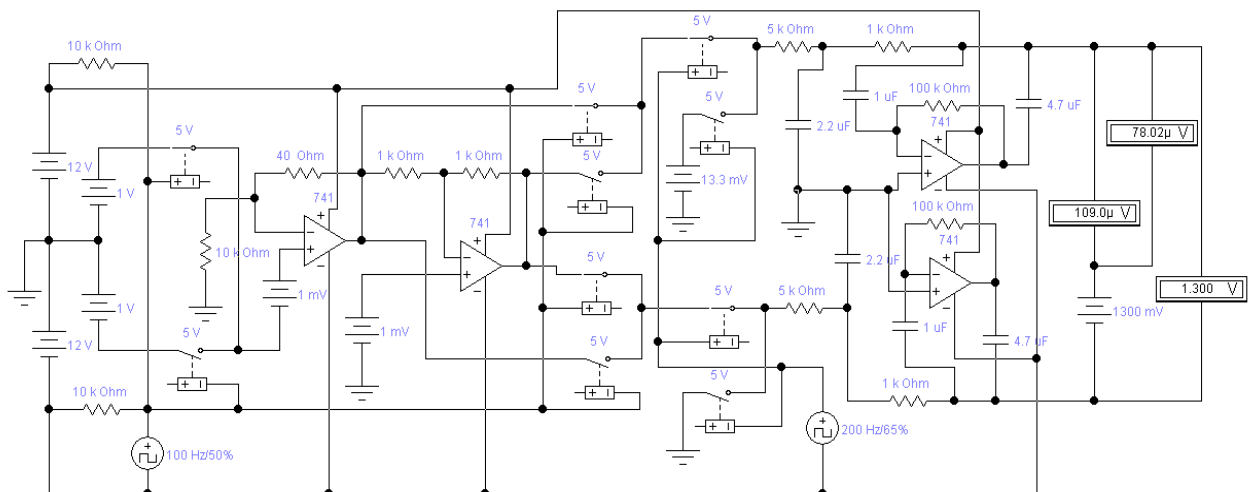 5 V
5 V
5 k Ohm
1 k Ohm
10 k Ohm
5 V
5 V
5 V
1 uF
100 k Ohm
741
4.7 uF
2.2 uF
78.02µ V
12 V
1 V
40 Ohm
1 k Ohm
1 k Ohm
5 V
13.3 mV
741
741
109.0µ V
100 k Ohm
741
10 k Ohm
2.2 uF
1.300 V
1 V
1 mV
5 V
5 V
5 k Ohm
1300 mV
12 V
5 V
1 mV
5 V
5 V
1 uF
4.7 uF
1 k Ohm
10 k Ohm
100 Hz/50%
200 Hz/65%